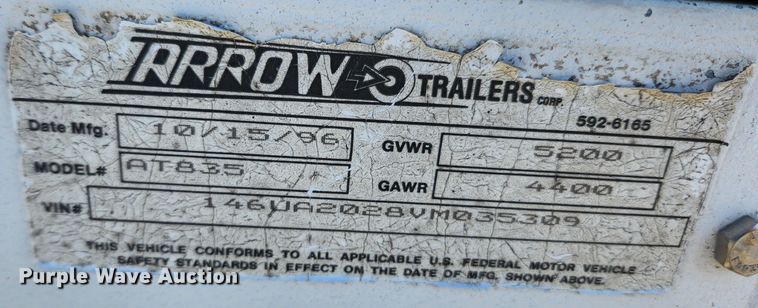 ARROW TRAILERS CORP.
592-6165
Date Mfg. 10/15/96 GVWR 5200
MODEL# AT835 GAWR 4400
VIN# 146UA2028VM035309
THIS VEHICLE CONFORMS TO ALL APPLICABLE U.S. FEDERAL MOTOR VEHICLE
SAFETY STANDARDS IN EFFECT ON THE DATE OF MFG. SHOWN ABOVE.
Purple Wave Auction